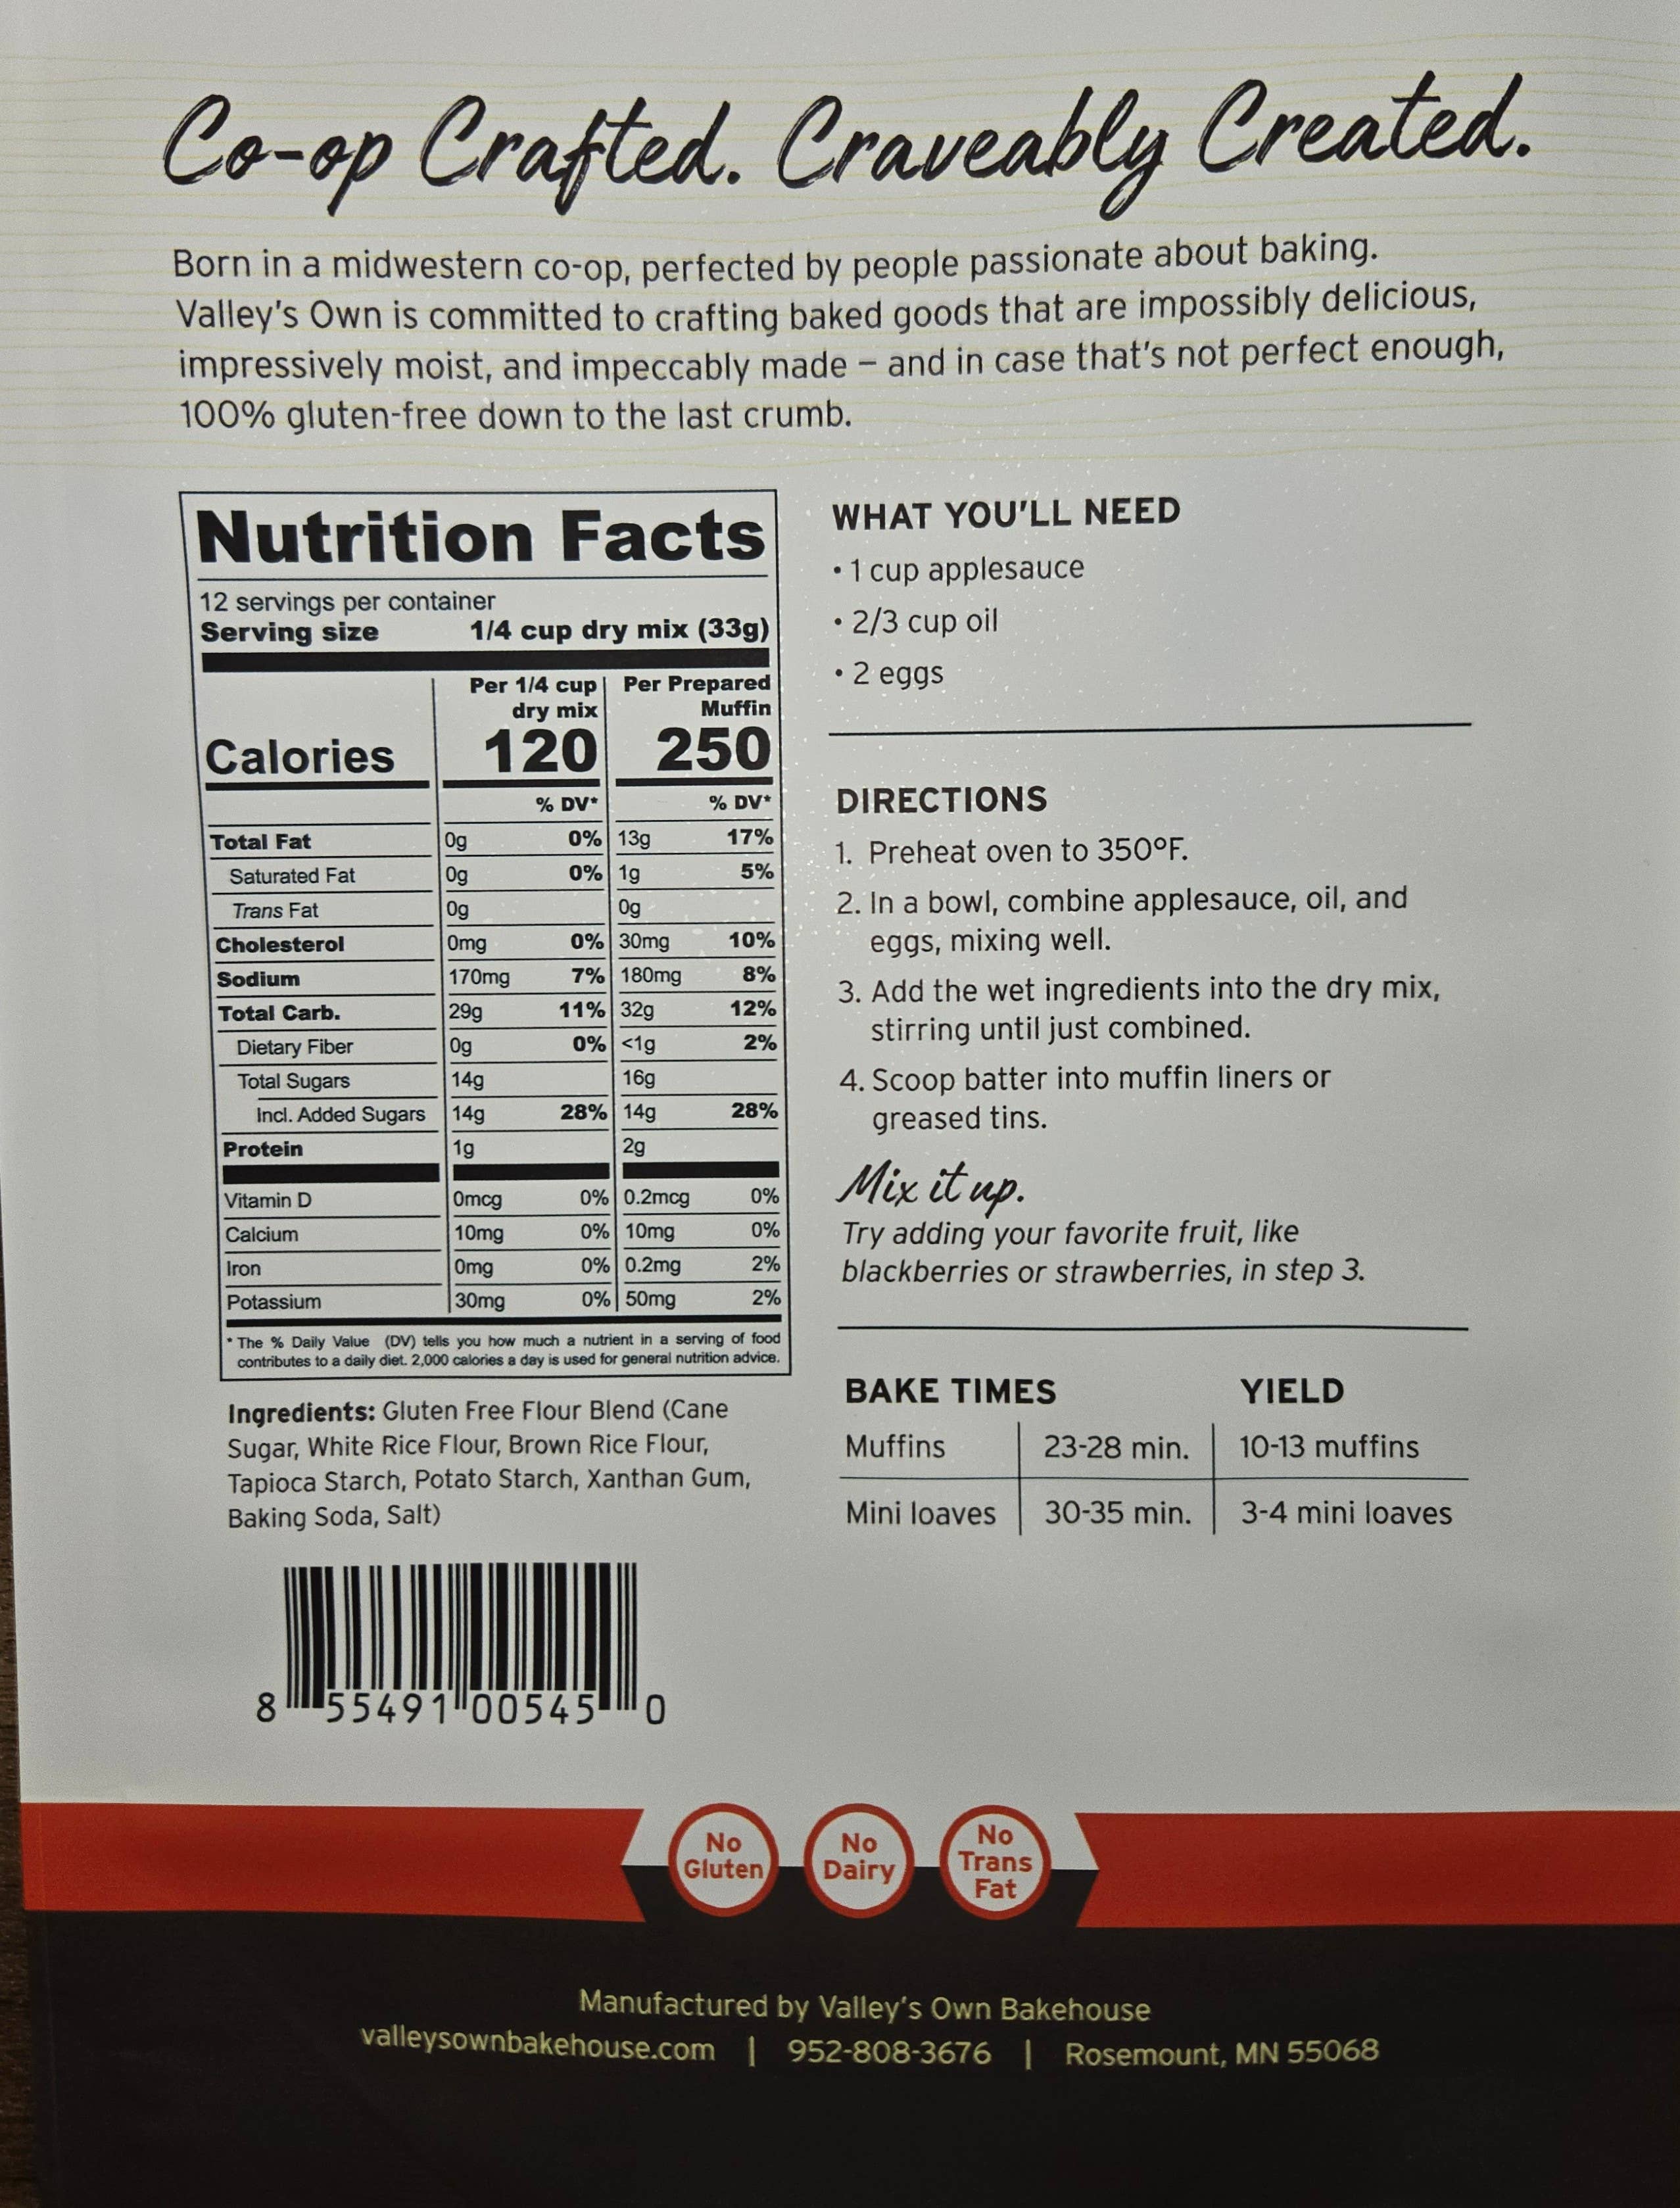 Co-op Crafted. Craveably Created.
Born in a midwestern co-op, perfected by people passionate about baking.
Valley's Own is committed to crafting baked goods that are impossibly delicious,
impressively moist, and impeccably made – and in case that's not perfect enough,
100% gluten-free down to the last crumb.
Nutrition Facts
12 servings per container
Serving size 1/4 cup dry mix (33g)
Per 1/4 cup dry mix Per Prepared Muffin
Calories 120 250
% DV* % DV*
Total Fat 0g 0% 13g 17%
Saturated Fat 0g 0% 1g 5%
Trans Fat 0g 0g
Cholesterol 0mg 0% 30mg 10%
Sodium 170mg 7% 180mg 8%
Total Carb. 29g 11% 32g 12%
Dietary Fiber 0g 0% <1g 2%
Total Sugars 14g 16g
Incl. Added Sugars 14g 28% 14g 28%
Protein 1g 2g
Vitamin D 0mcg 0% 0.2mcg 0%
Calcium 10mg 0% 10mg 0%
Iron 0mg 0% 0.2mg 2%
Potassium 30mg 0% 50mg 2%
* The % Daily Value (DV) tells you how much a nutrient in a serving of food
contributes to a daily diet. 2,000 calories a day is used for general nutrition advice.
Ingredients: Gluten Free Flour Blend (Cane
Sugar, White Rice Flour, Brown Rice Flour,
Tapioca Starch, Potato Starch, Xanthan Gum,
Baking Soda, Salt)
8 55491 00545 0
WHAT YOU'LL NEED
• 1 cup applesauce
• 2/3 cup oil
• 2 eggs
DIRECTIONS
1. Preheat oven to 350°F.
2. In a bowl, combine applesauce, oil, and
eggs, mixing well.
3. Add the wet ingredients into the dry mix,
stirring until just combined.
4. Scoop batter into muffin liners or
greased tins.
Mix it up.
Try adding your favorite fruit, like
blackberries or strawberries, in step 3.
BAKE TIMES YIELD
Muffins 23-28 min. 10-13 muffins
Mini loaves 30-35 min. 3-4 mini loaves
No
Gluten
No
Dairy
No
Trans
Fat
Manufactured by Valley's Own Bakehouse
valleysownbakehouse.com | 952-808-3676 | Rosemount, MN 55068